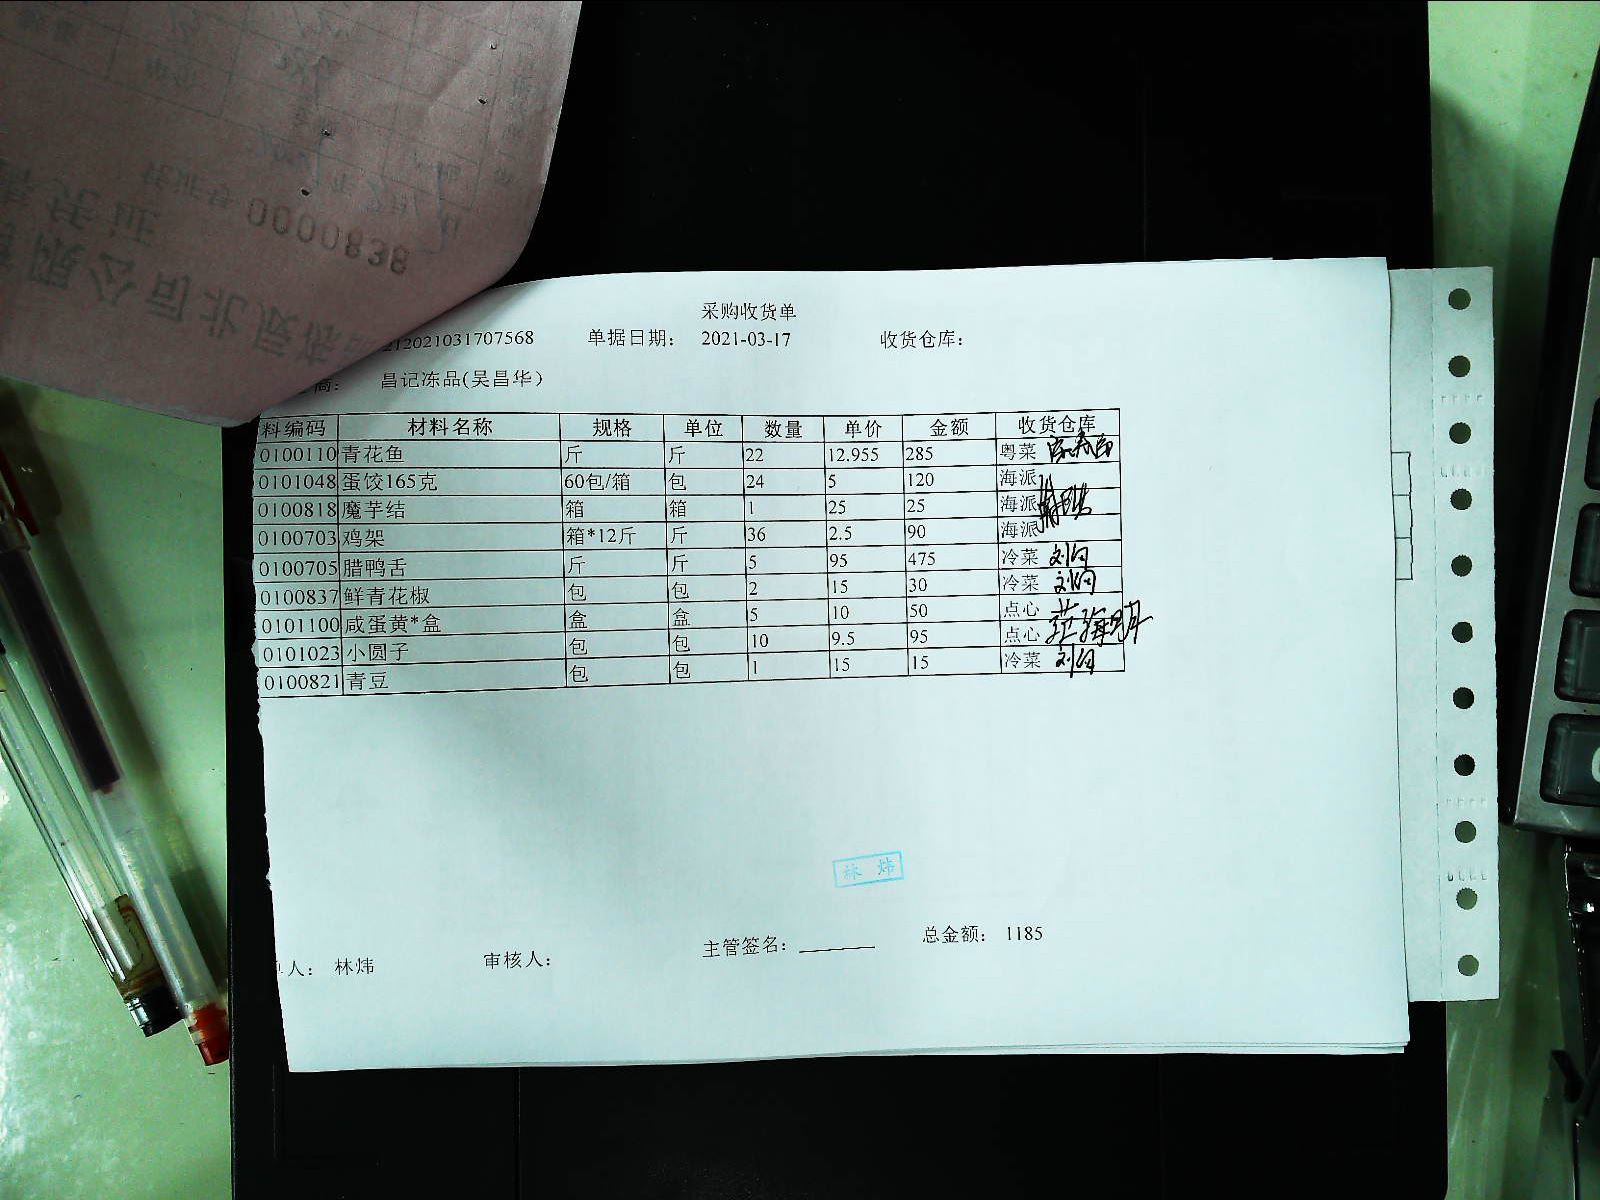 采购收货单
212021031707568 单据日期: 2021-03-17 收货仓库:
商: 昌记冻品(吴昌华)
料编码 材料名称 规格 单位 数量 单价 金额 收货仓库
0100110 青花鱼 斤 斤 22 12.955 285 粤菜
0101048 蛋饺165克 60包/箱 包 24 5 120 海派
0100818 魔芋结 箱 箱 1 25 25 海派
0100703 鸡架 箱*12斤 斤 36 2.5 90 海派
0100705 腊鸭舌 斤 斤 5 95 475 冷菜
0100837 鲜青花椒 包 包 2 15 30 冷菜
0101100 咸蛋黄*盒 盒 盒 5 10 50 点心
0101023 小圆子 包 包 10 9.5 95 点心
0100821 青豆 包 包 1 15 15 冷菜
林炜
人: 林炜 审核人: 主管签名: 总金额: 1185
0000838